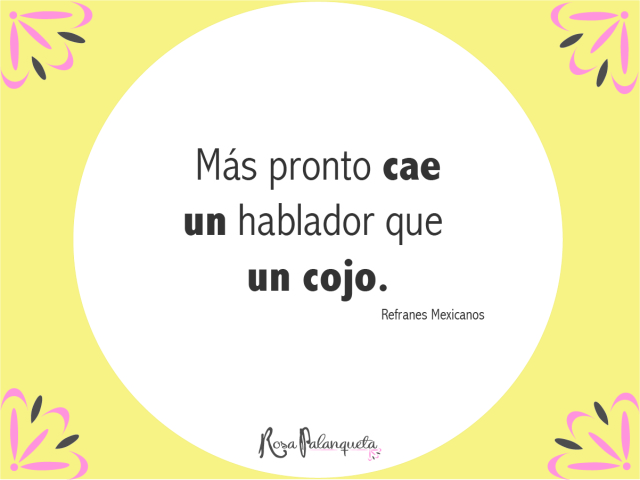 Más pronto cae
un hablador que
un cojo.
Refranes Mexicanos
Rosa Palanqueta